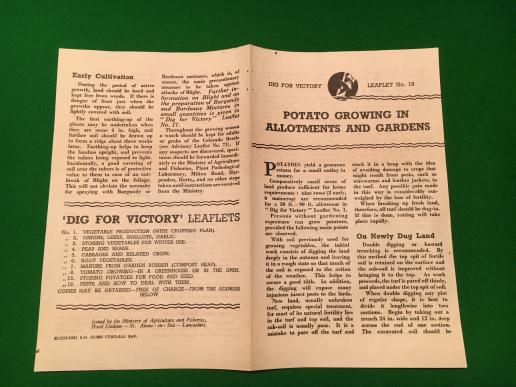 Early Cultivation
During the period of active
growth, land should be hoed and
kept free from weeds. If there is
danger of frost just when the
growths appear, they should be
lightly covered with soil.
The first earthing-up of the
plants may be undertaken when
they are some 6 in. high, and
further soil should be drawn up
to form a ridge about three weeks
later. Earthing-up helps to keep
the haulms upright, and prevents
the tubers being exposed to light.
Incidentally, a good covering of
soil over the tubers is of protective
value to them in case of an out-
break of Blight on the foliage.
This will not obviate the necessity
for spraying with Burgundy or
Bordeaux mixtures, which is, of
course, the main precautionary
measure to be taken against
attacks of Blight. Further in-
formation on Blight and on
the preparation of Burgundy
and Bordeaux Mixtures in
small quantities is given in
"Dig for Victory" Leaflet
No. 17.
Throughout the growing season
a watch should be kept for adults
or grubs of the Colorado Beetle
(see Advisory Leaflet No. 71). If
any suspects are discovered, speci-
mens should be forwarded immedi-
ately to the Ministry of Agriculture
and Fisheries, Plant Pathological
Laboratory, Milton Road, Har-
penden, Herts., and no other steps
taken until instructions are received
from the Ministry.
'DIG FOR VICTORY' LEAFLETS
No. 1. VEGETABLE PRODUCTION (WITH CROPPING PLAN).
" 2. ONIONS, LEEKS, SHALLOTS, GARLIC.
" 3. STORING VEGETABLES FOR WINTER USE.
" 4. PEAS AND BEANS.
" 5. CABBAGES AND RELATED CROPS.
" 6. ROOT VEGETABLES.
" 7. MANURE FROM GARDEN RUBBISH (COMPOST HEAP).
" 8. TOMATO GROWING—IN A GREENHOUSE OR IN THE OPEN.
" 13. STORING POTATOES FOR FOOD AND SEED.
" 16. PESTS AND HOW TO DEAL WITH THEM.
COPIES MAY BE OBTAINED—FREE OF CHARGE—FROM THE ADDRESS
BELOW
Issued by the Ministry of Agriculture and Fisheries,
Hotel Lindum — St. Annes - on - Sea — Lancashire.
DIG FOR VICTORY LEAFLET No. 18
POTATO GROWING IN
ALLOTMENTS AND GARDENS
POTATOES yield a generous
return for a small outlay in
money.
Comparatively small areas of
land produce sufficient for home
requirements : nine rows (3 early,
6 maincrop) are recommended
for a 30 ft. × 90 ft. allotment in
"Dig for Victory" Leaflet No. 1.
Persons without gardening
experience can grow potatoes,
provided the following main points
are observed.
With soil previously used for
growing vegetables, the initial
work consists of digging the land
deeply in the autumn and leaving
it in a rough state so that much of
the soil is exposed to the action
of the weather. This helps to
secure a good tilth. In addition,
the digging will expose many
injurious insect pests to the birds.
New land, usually unbroken
turf, requires special treatment,
for most of its natural fertility lies
in the turf and top soil, and the
sub-soil is usually poor. It is a
mistake to pare off the turf and
stack it in a heap with the idea
of avoiding damage to crops that
might result from pests, such as
wireworms and leather jackets, in
the turf. Any possible gain made
in this way is considerably out-
weighed by the loss of fertility.
When breaking up fresh land,
therefore, all turf should be dug in.
If this is done, rotting will take
place rapidly.
On Newly Dug Land
Double digging or bastard
trenching is recommended. By
this method the top spit of fertile
soil is retained on the surface and
the sub-soil is improved without
bringing it to the top. As work
proceeds, the turf is pared off thinly,
and placed under the top spit of soil.
When double digging any plot
of regular shape, it is best to
divide it lengthwise into two
sections. Begin by taking out a
trench 24 in. wide and 12 in. deep
across the end of one section.
The excavated soil should be